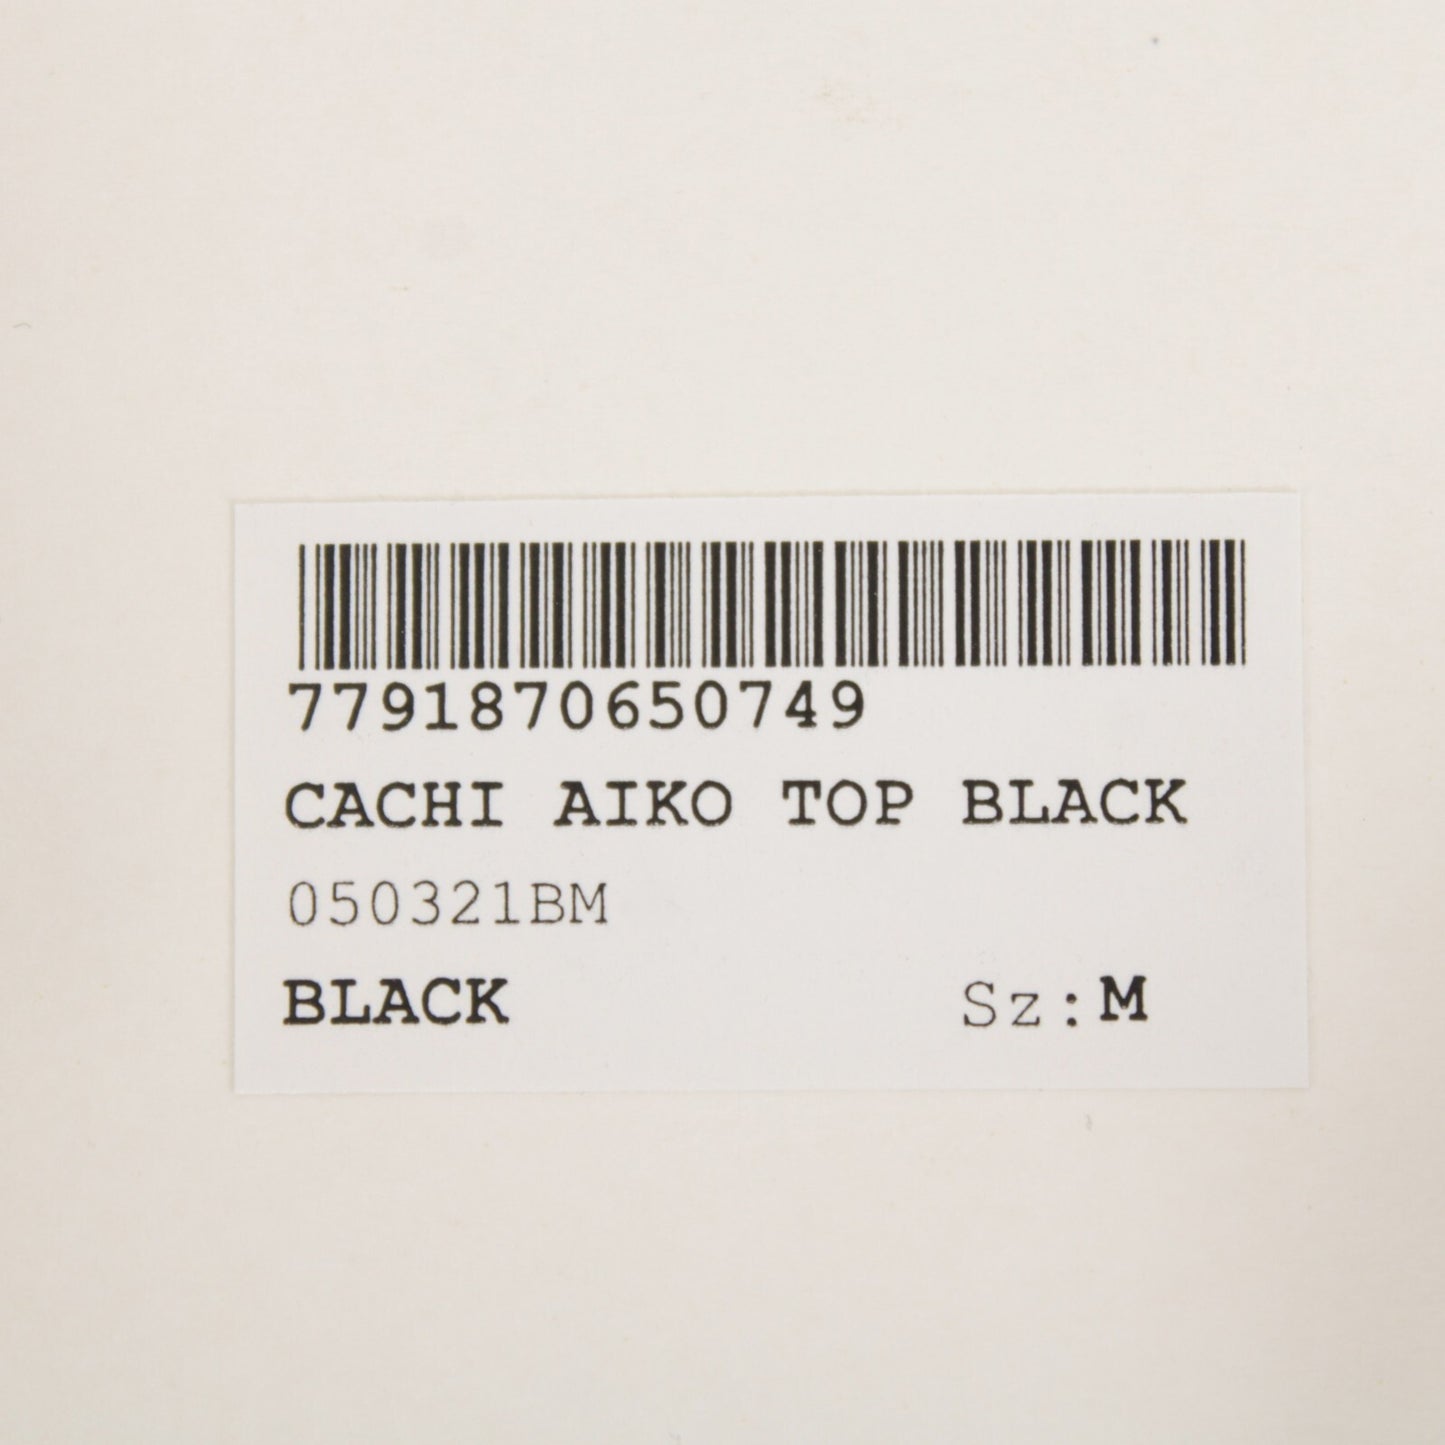 7791870650749
CACHI AIKO TOP BLACK
050321BM
BLACK Sz:M